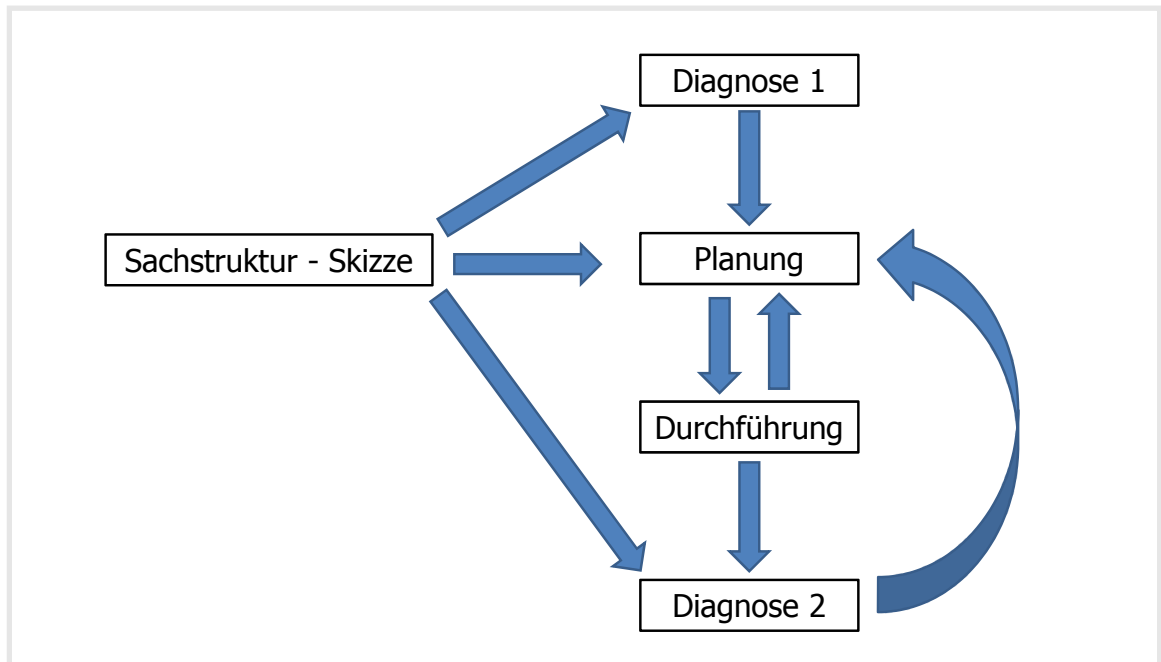 Diagnose 1
Sachstruktur - Skizze
Planung
Durchführung
Diagnose 2